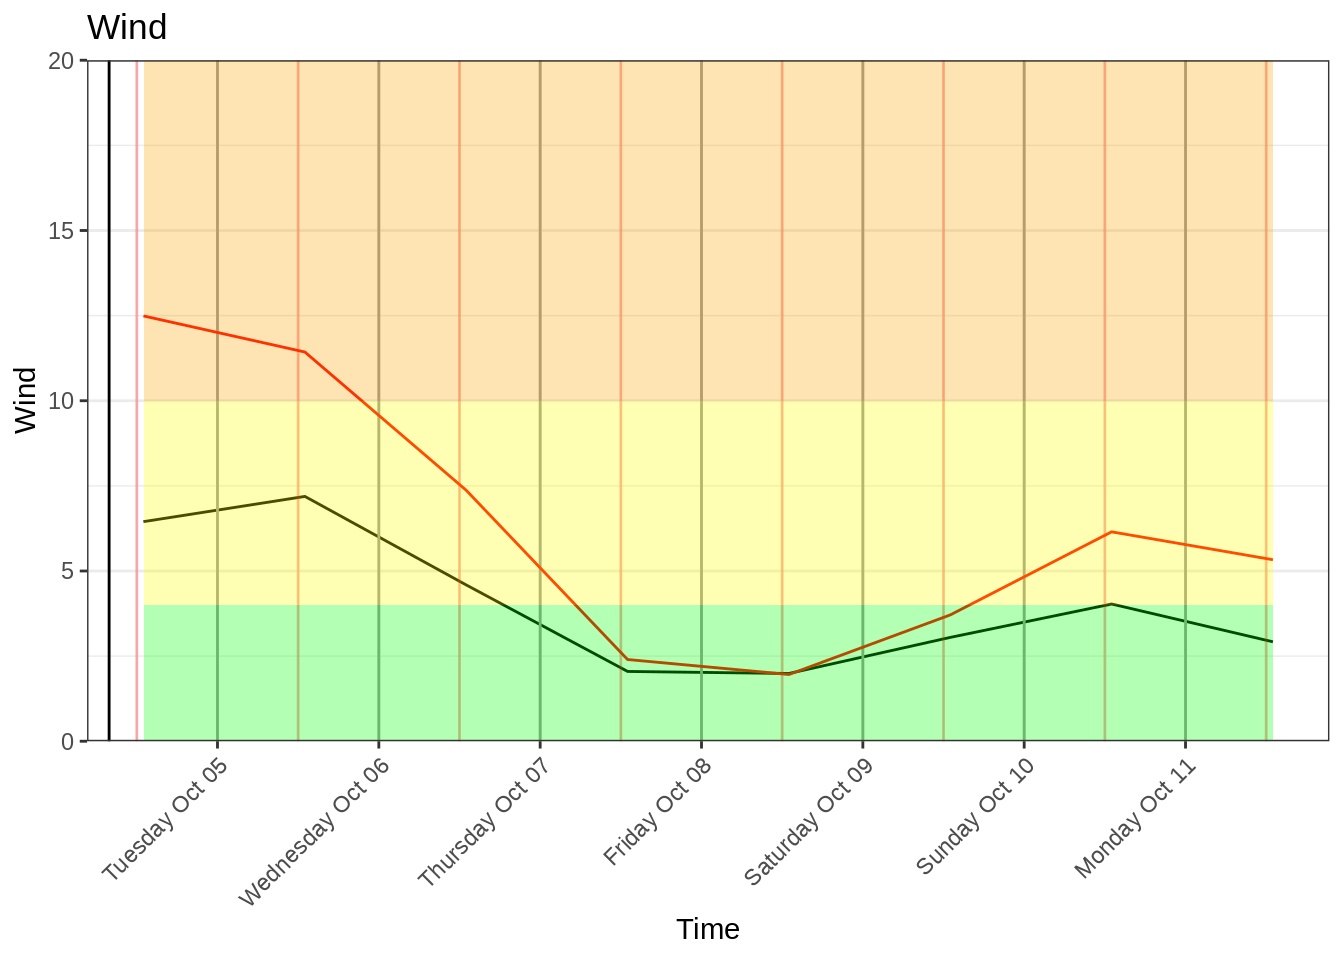 Wind
20
15
10
5
0
Wind
Tuesday Oct 05
Wednesday Oct 06
Thursday Oct 07
Friday Oct 08
Saturday Oct 09
Sunday Oct 10
Monday Oct 11
Time